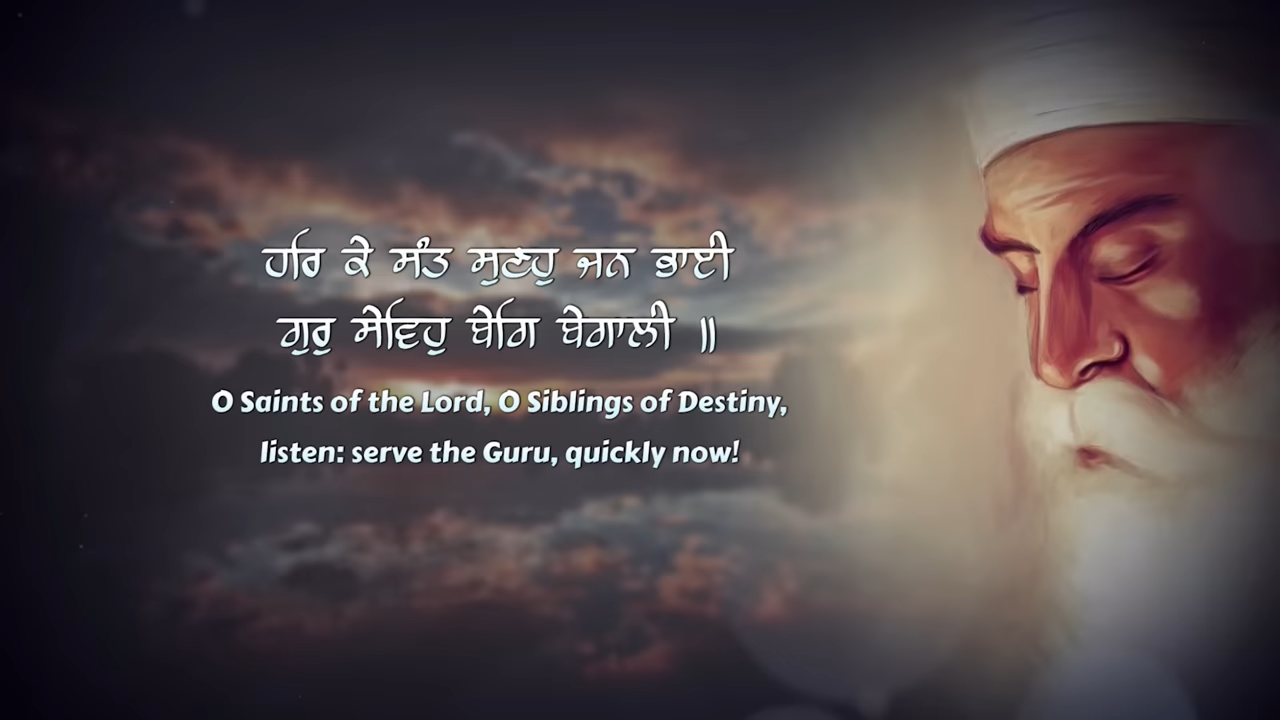 ਹਰਿ ਕੇ ਸੰਤ ਸੁਣਹੁ ਜਨ ਭਾਈ
ਗੁਰੁ ਸੇਵਿਹੁ ਬੇਗਿ ਬੇਗਾਲੀ ॥
O Saints of the Lord, O Siblings of Destiny,
listen: serve the Guru, quickly now!